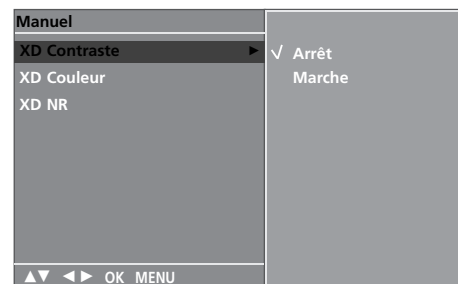 Manuel
XD Contraste ► √ Arrêt
XD Couleur Marche
XD NR
▲▼ ◄► OK MENU